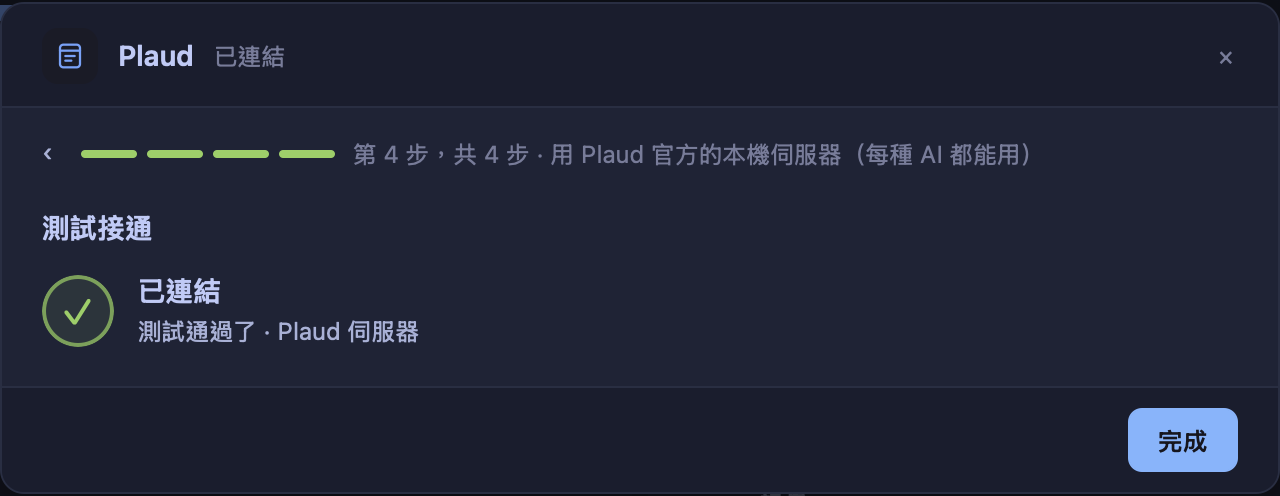 Plaud 已連結
第 4 步，共 4 步 · 用 Plaud 官方的本機伺服器（每種 AI 都能用）
測試接通
已連結
測試通過了 · Plaud 伺服器
完成